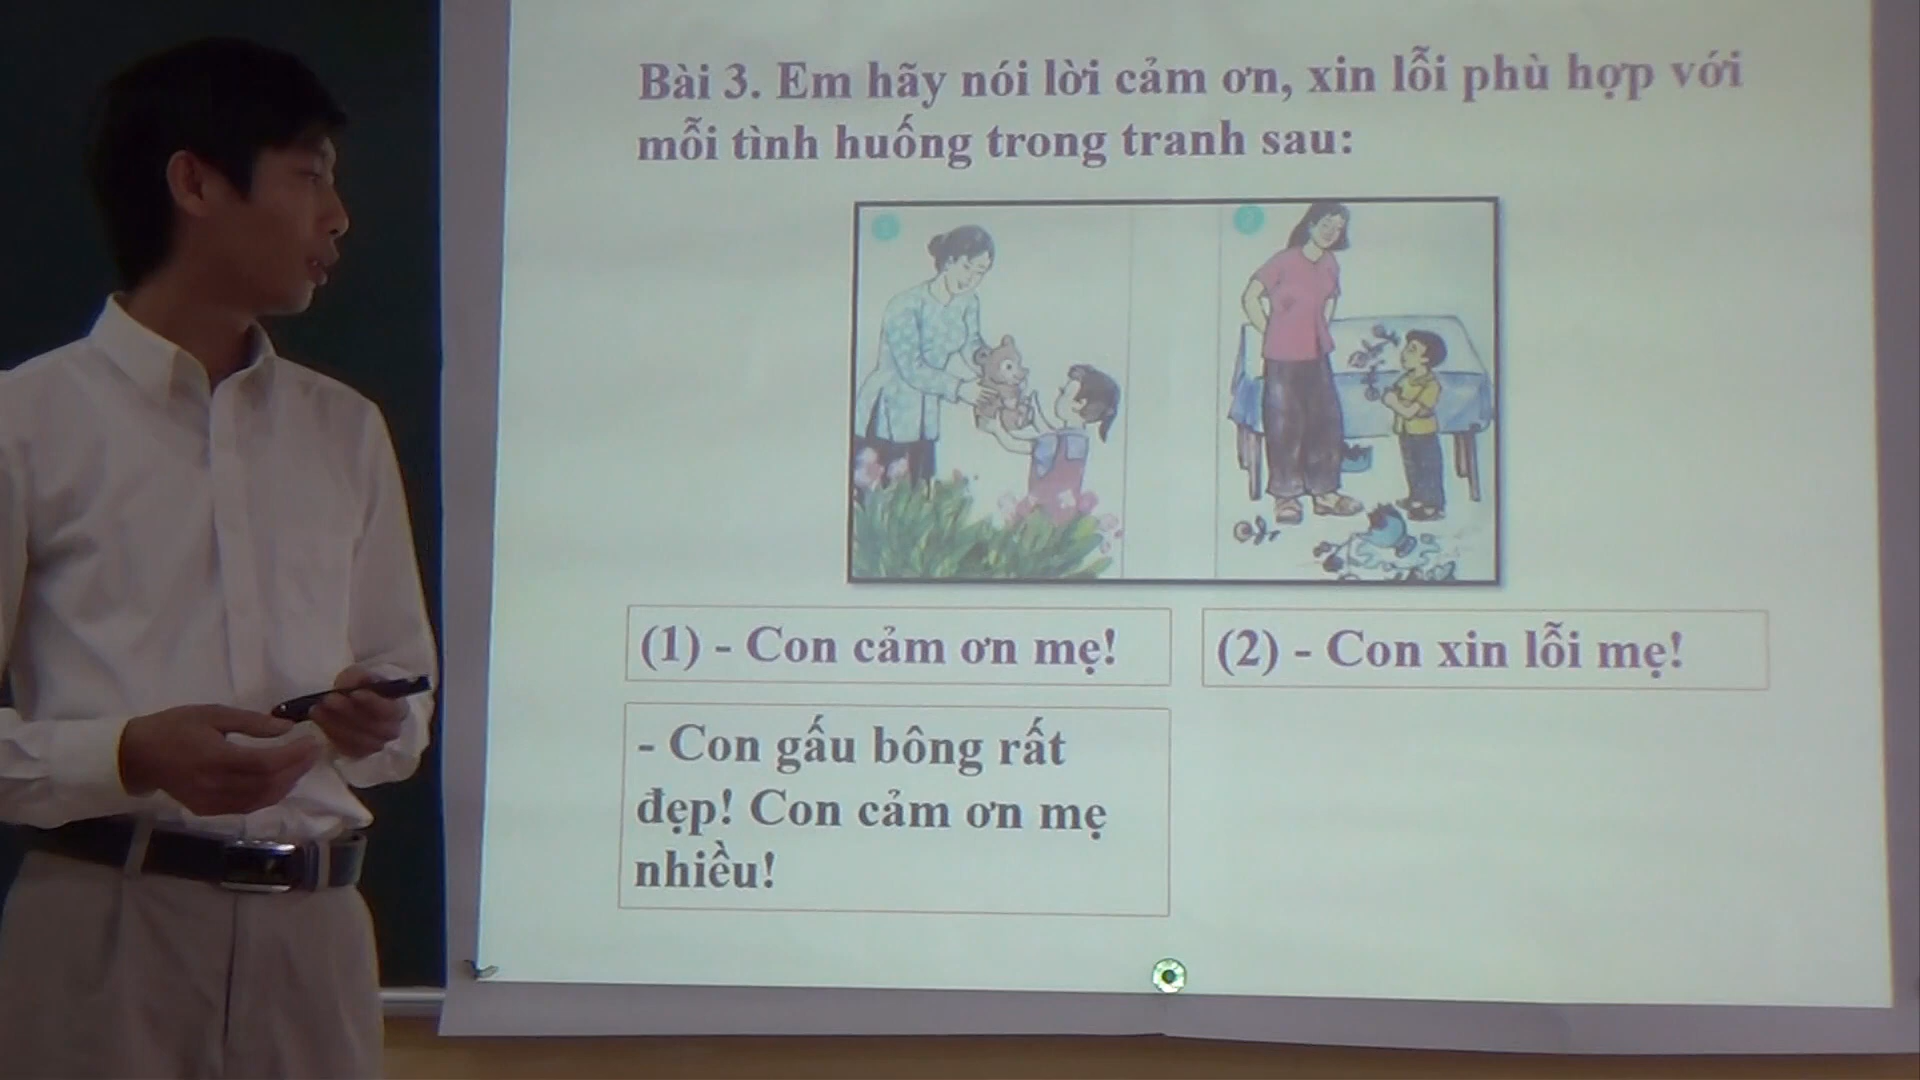 Bài 3. Em hãy nói lời cảm ơn, xin lỗi phù hợp với
mỗi tình huống trong tranh sau:
1
2
(1) - Con cảm ơn mẹ!
(2) - Con xin lỗi mẹ!
- Con gấu bông rất
đẹp! Con cảm ơn mẹ
nhiều!